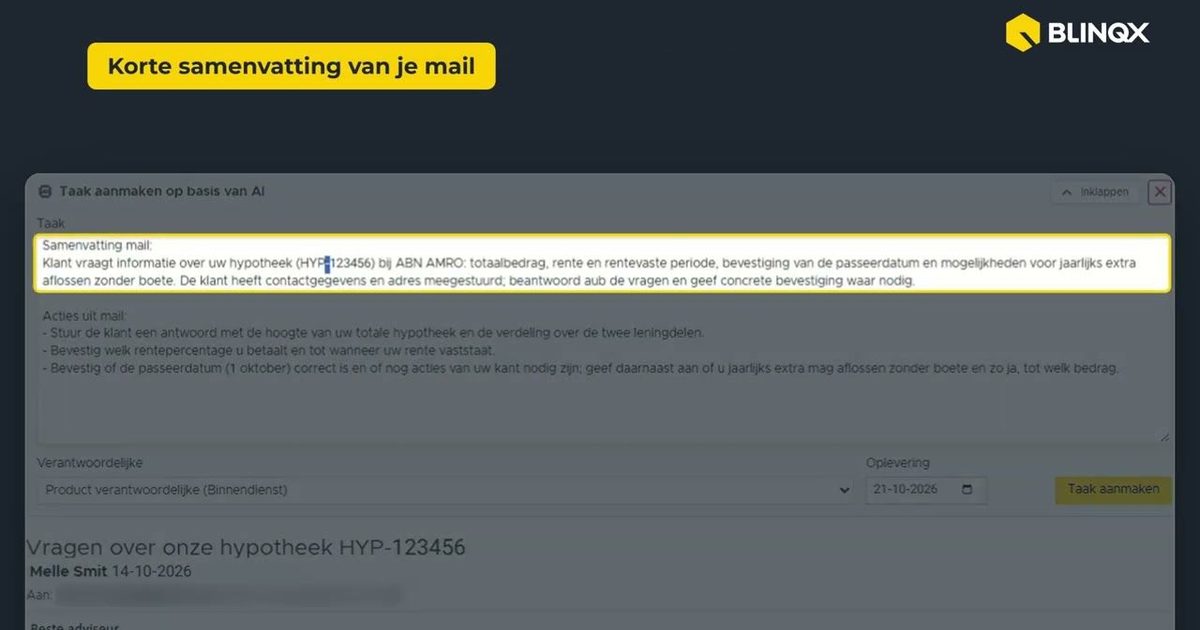 BLINQX
Korte samenvatting van je mail
Taak aanmaken op basis van AI
Inklappen
Taak
Samenvatting mail:
Klant vraagt informatie over uw hypotheek (HYP-123456) bij ABN AMRO: totaalbedrag, rente en rentevaste periode, bevestiging van de passeerdatum en mogelijkheden voor jaarlijks extra
aflossen zonder boete. De klant heeft contactgegevens en adres meegestuurd; beantwoord aub de vragen en geef concrete bevestiging waar nodig.
Acties uit mail:
- Stuur de klant een antwoord met de hoogte van uw totale hypotheek en de verdeling over de twee leningdelen.
- Bevestig welk rentepercentage u betaalt en tot wanneer uw rente vaststaat.
- Bevestig of de passeerdatum (1 oktober) correct is en of nog acties van uw kant nodig zijn; geef daarnaast aan of u jaarlijks extra mag aflossen zonder boete en zo ja, tot welk bedrag.
Verantwoordelijke
Oplevering
Product verantwoordelijke (Binnendienst)
21-10-2026
Taak aanmaken
Vragen over onze hypotheek HYP-123456
Melle Smit 14-10-2026
Aan:
Beste adviseur